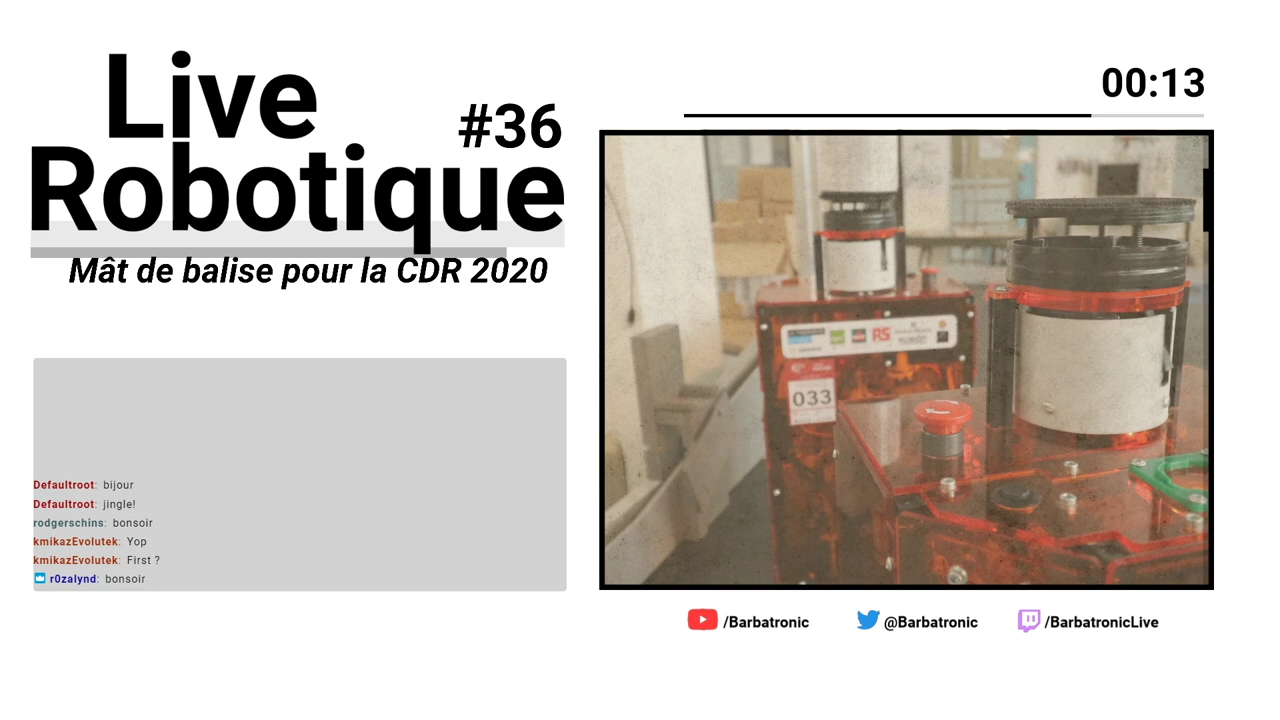 Live
#36
Robotique
Mât de balise pour la CDR 2020
00:13
RS
033
Defaultroot: bijour
Defaultroot: jingle!
rodgerschins: bonsoir
kmikazEvolutek: Yop
kmikazEvolutek: First ?
r0zalynd: bonsoir
/Barbatronic
@Barbatronic
/BarbatronicLive